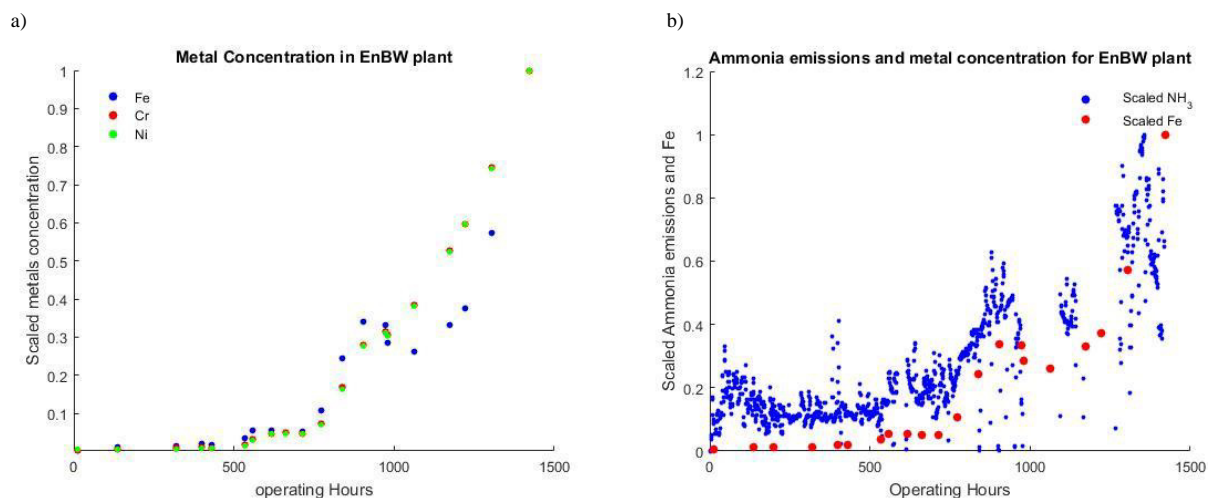 a)
Metal Concentration in EnBW plant
Scaled metals concentration
1
0.9
0.8
0.7
0.6
0.5
0.4
0.3
0.2
0.1
Fe
Cr
Ni
0
500
1000
1500
operating Hours
b)
Ammonia emissions and metal concentration for EnBW plant
Scaled Ammonia emissions and Fe
1.2
1
0.8
0.6
0.4
0.2
0
Scaled NH3
Scaled Fe
0
500
1000
1500
Operating Hours